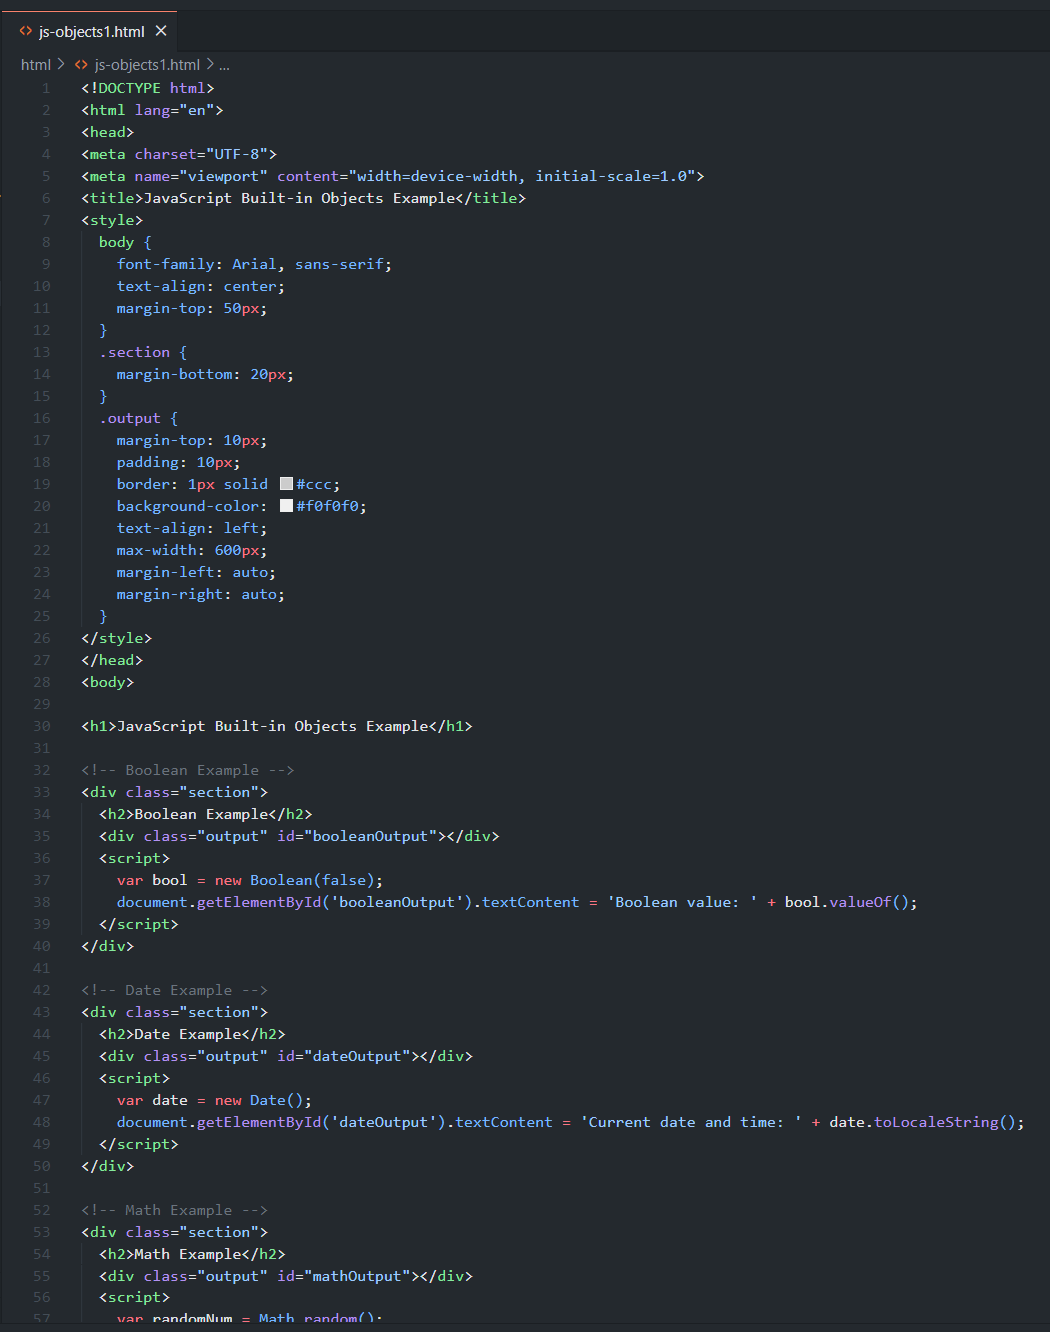 js-objects1.html
html > js-objects1.html > ...
1 <!DOCTYPE html>
2 <html lang="en">
3 <head>
4 <meta charset="UTF-8">
5 <meta name="viewport" content="width=device-width, initial-scale=1.0">
6 <title>JavaScript Built-in Objects Example</title>
7 <style>
8 body {
9 font-family: Arial, sans-serif;
10 text-align: center;
11 margin-top: 50px;
12 }
13 .section {
14 margin-bottom: 20px;
15 }
16 .output {
17 margin-top: 10px;
18 padding: 10px;
19 border: 1px solid #ccc;
20 background-color: #f0f0f0;
21 text-align: left;
22 max-width: 600px;
23 margin-left: auto;
24 margin-right: auto;
25 }
26 </style>
27 </head>
28 <body>
29
30 <h1>JavaScript Built-in Objects Example</h1>
31
32 <!-- Boolean Example -->
33 <div class="section">
34 <h2>Boolean Example</h2>
35 <div class="output" id="booleanOutput"></div>
36 <script>
37 var bool = new Boolean(false);
38 document.getElementById('booleanOutput').textContent = 'Boolean value: ' + bool.valueOf();
39 </script>
40 </div>
41
42 <!-- Date Example -->
43 <div class="section">
44 <h2>Date Example</h2>
45 <div class="output" id="dateOutput"></div>
46 <script>
47 var date = new Date();
48 document.getElementById('dateOutput').textContent = 'Current date and time: ' + date.toLocaleString();
49 </script>
50 </div>
51
52 <!-- Math Example -->
53 <div class="section">
54 <h2>Math Example</h2>
55 <div class="output" id="mathOutput"></div>
56 <script>
57 var randomNum = Math.random();